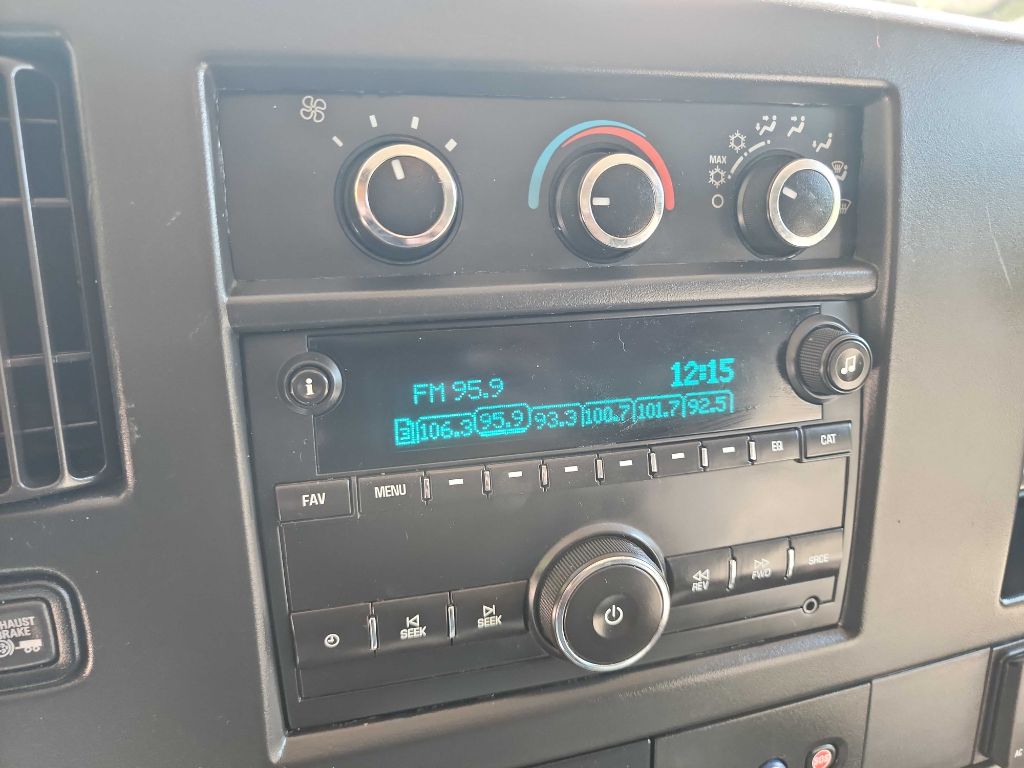 MAX
FM 95.9 12:15
3 106.3 95.9 93.3 100.7 101.7 92.5
i
FAV MENU EQ CAT
SEEK SEEK REV FWD SRCE
EXHAUST
BRAKE
AC